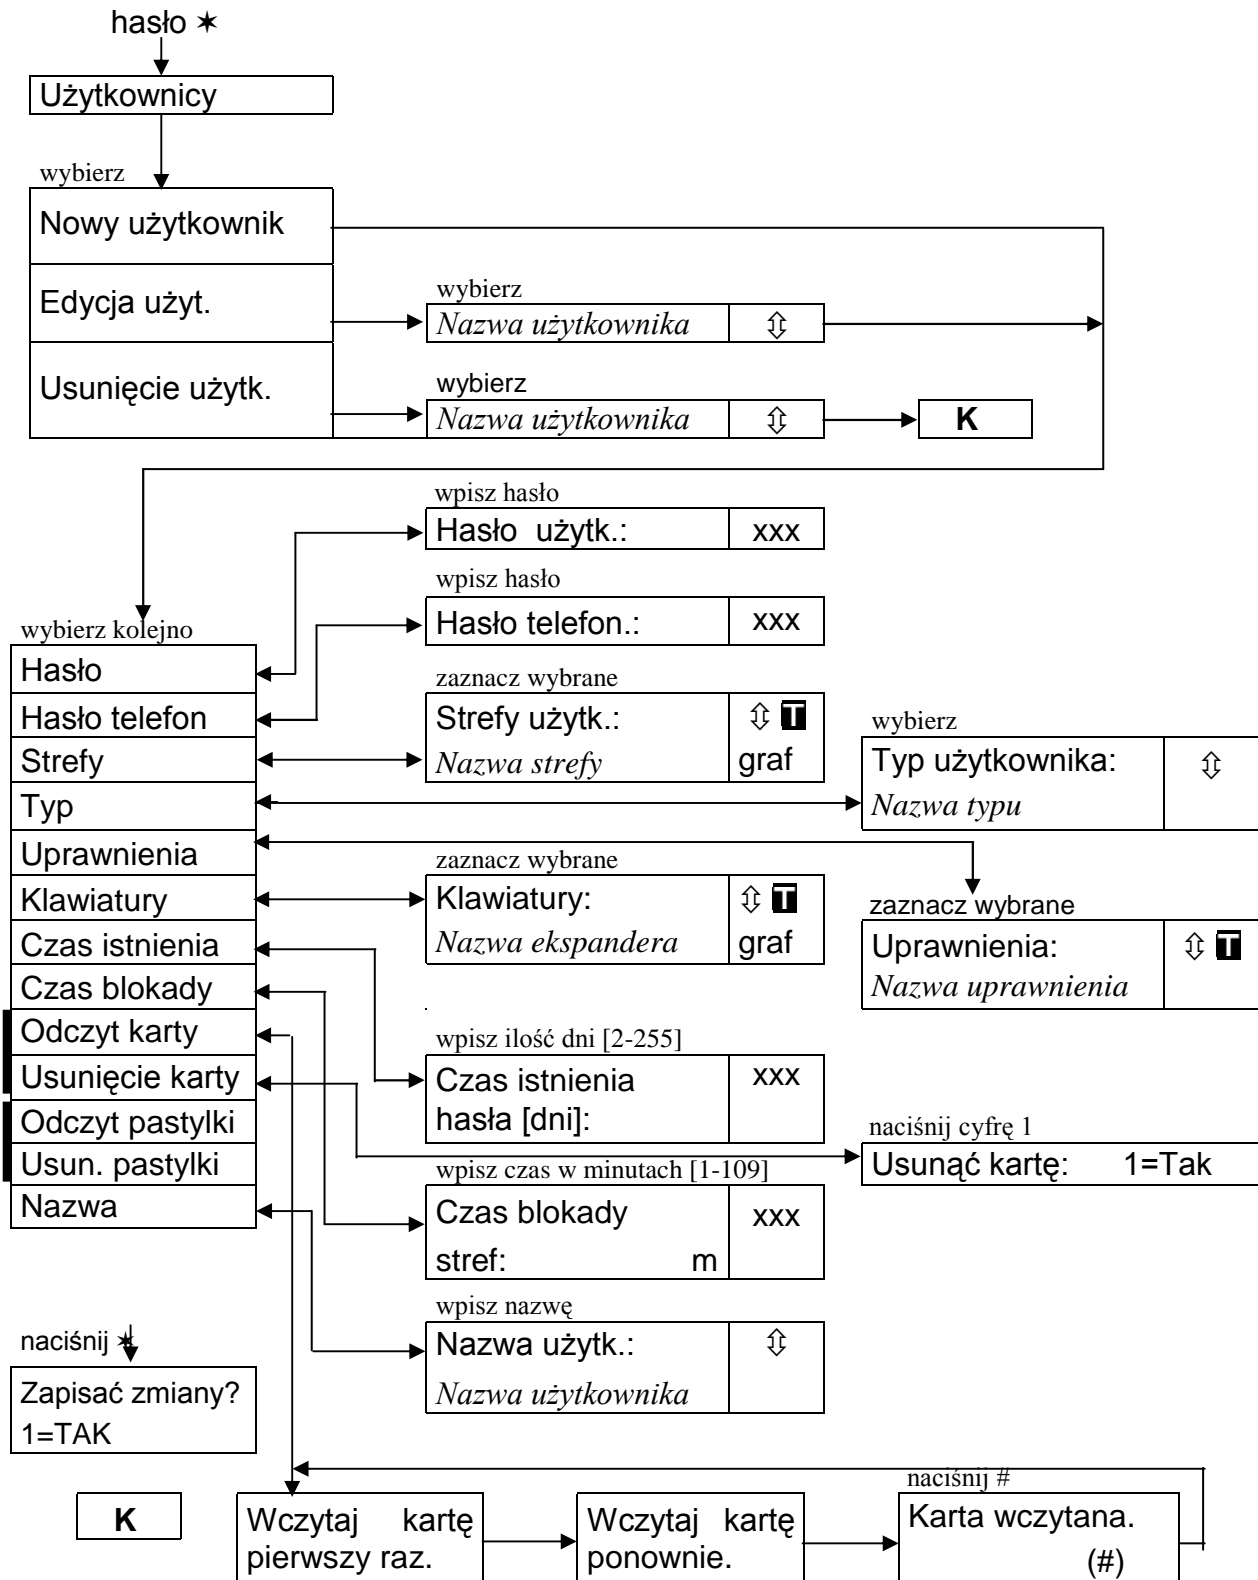 hasło ✶
Użytkownicy
wybierz
Nowy użytkownik
Edycja użyt.
wybierz
Nazwa użytkownika ⇳
Usunięcie użytk.
wybierz
Nazwa użytkownika ⇳
K
wpisz hasło
Hasło użytk.: xxx
wpisz hasło
Hasło telefon.: xxx
wybierz kolejno
Hasło
Hasło telefon
Strefy
Typ
Uprawnienia
Klawiatury
Czas istnienia
Czas blokady
Odczyt karty
Usunięcie karty
Odczyt pastylki
Usun. pastylki
Nazwa
zaznacz wybrane
Strefy użytk.: ⇳ T
Nazwa strefy graf
wybierz
Typ użytkownika: ⇳
Nazwa typu
zaznacz wybrane
Klawiatury: ⇳ T
Nazwa ekspandera graf
zaznacz wybrane
Uprawnienia: ⇳ T
Nazwa uprawnienia
wpisz ilość dni [2-255]
Czas istnienia xxx
hasła [dni]:
naciśnij cyfrę 1
Usunąć kartę: 1=Tak
wpisz czas w minutach [1-109]
Czas blokady xxx
stref: m
wpisz nazwę
Nazwa użytk.: ⇳
Nazwa użytkownika
naciśnij ✶
Zapisać zmiany?
1=TAK
K
Wczytaj kartę
pierwszy raz.
Wczytaj kartę
ponownie.
naciśnij #
Karta wczytana.
(#)